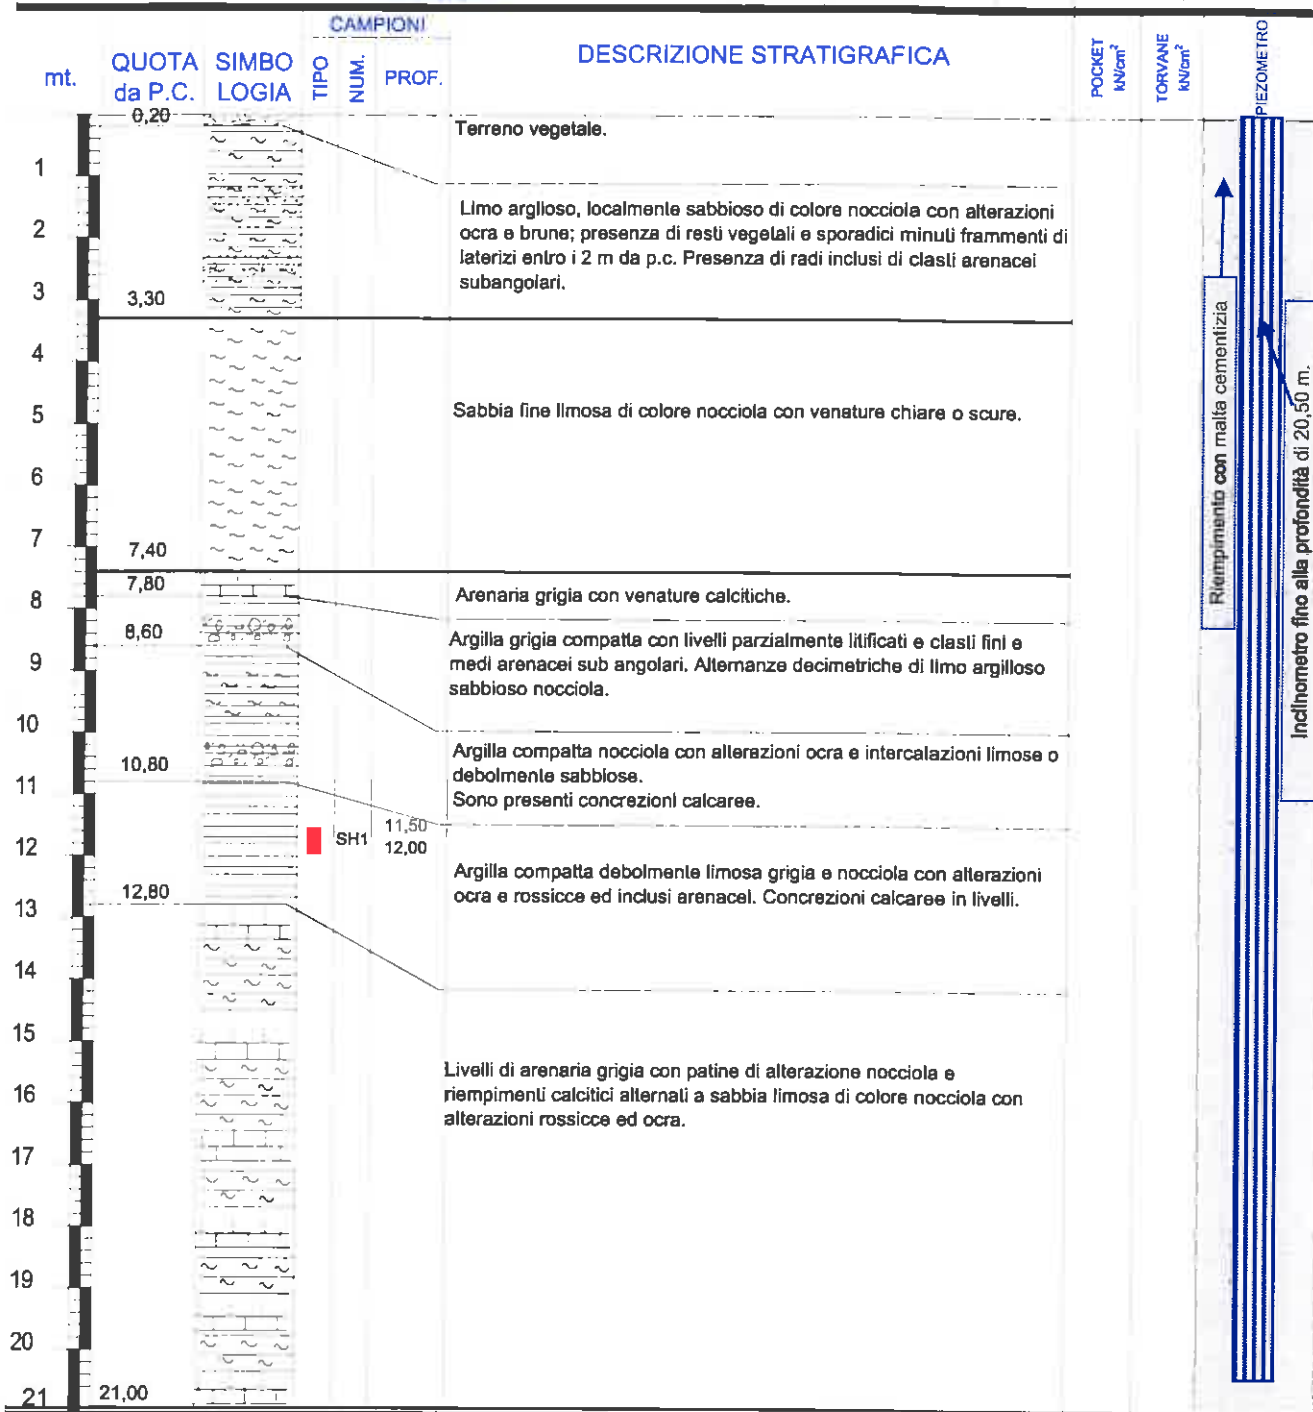 CAMPIONI
mt.
QUOTA da P.C.
SIMBO LOGIA
TIPO
NUM.
PROF.
DESCRIZIONE STRATIGRAFICA
POCKET kN/cm²
TORVANE kN/cm²
PIEZOMETRO
0,20
Terreno vegetale.
1
Limo argiloso, localmente sabbioso di colore nocciola con alterazioni
ocra e brune; presenza di resti vegetali e sporadici minuti frammenti di
laterizi entro i 2 m da p.c. Presenza di radi inclusi di clasti arenacei
subangolari.
2
3
3,30
4
Sabbia fine limosa di colore nocciola con venature chiare o scure.
5
6
7
7,40
7,80
Arenaria grigia con venature calcitiche.
8
8,60
Argilla grigia compatta con livelli parzialmente litificati e clasti fini e
medi arenacei sub angolari. Alternanze decimetriche di limo argilloso
sabbioso nocciola.
9
10
Argilla compatta nocciola con alterazioni ocra e intercalazioni limose o
debolmente sabbiose.
Sono presenti concrezioni calcaree.
10,80
11
SH1
11,50
12,00
12
Argilla compatta debolmente limosa grigia e nocciola con alterazioni
ocra e rossicce ed inclusi arenacei. Concrezioni calcaree in livelli.
12,80
13
14
15
Livelli di arenaria grigia con patine di alterazione nocciola e
riempimenti calcitici alternati a sabbia limosa di colore nocciola con
alterazioni rossicce ed ocra.
16
17
18
19
20
21
21,00
Riempimento con malta cementizia
Inclinometro fino alla profondità di 20,50 m.